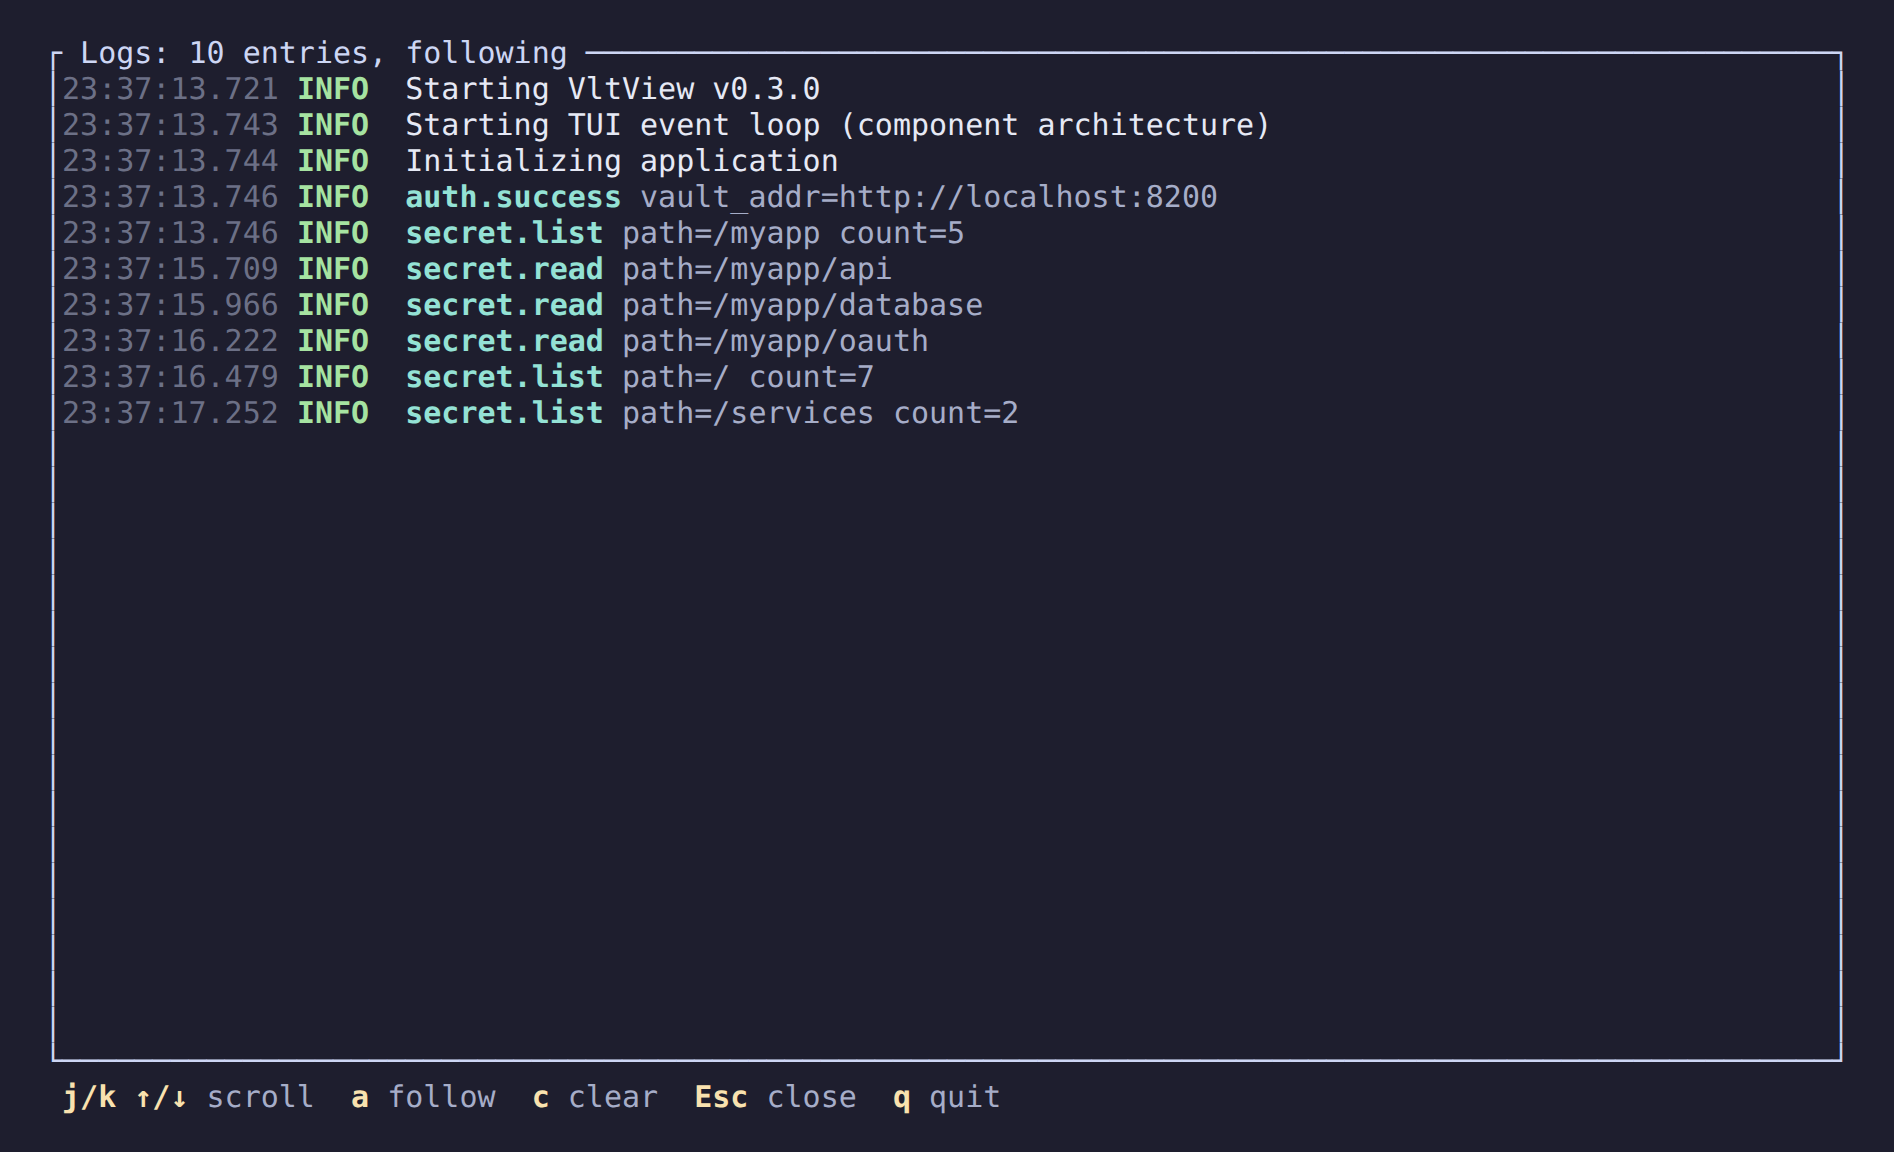 Logs: 10 entries, following
23:37:13.721 INFO  Starting VltView v0.3.0
23:37:13.743 INFO  Starting TUI event loop (component architecture)
23:37:13.744 INFO  Initializing application
23:37:13.746 INFO  auth.success vault_addr=http://localhost:8200
23:37:13.746 INFO  secret.list path=/myapp count=5
23:37:15.709 INFO  secret.read path=/myapp/api
23:37:15.966 INFO  secret.read path=/myapp/database
23:37:16.222 INFO  secret.read path=/myapp/oauth
23:37:16.479 INFO  secret.list path=/ count=7
23:37:17.252 INFO  secret.list path=/services count=2
j/k ↑/↓ scroll  a follow  c clear  Esc close  q quit